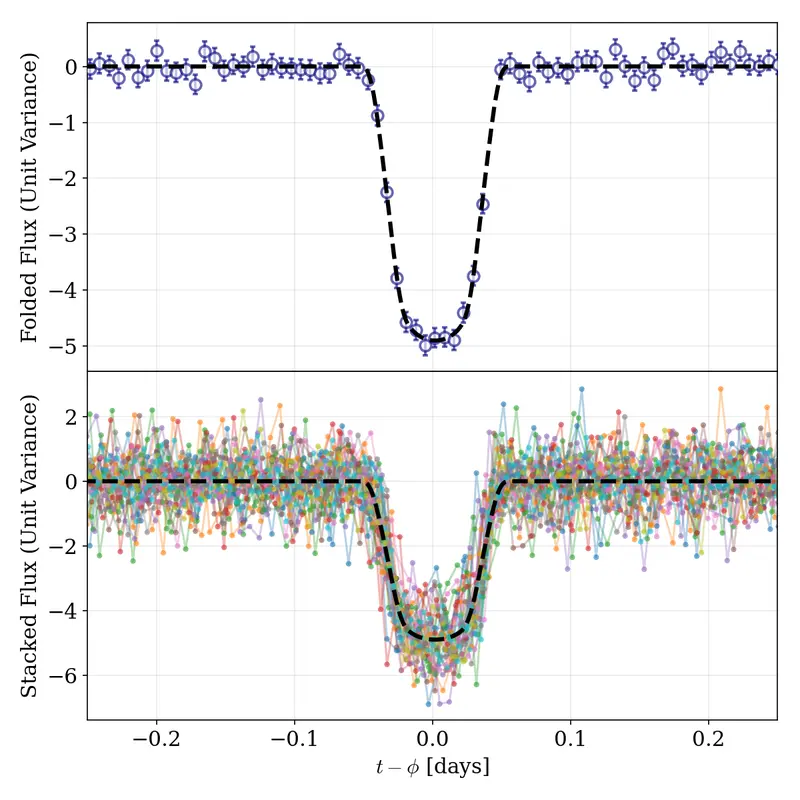 Folded Flux (Unit Variance)
0
−1
−2
−3
−4
−5
Stacked Flux (Unit Variance)
2
0
−2
−4
−6
−0.2 −0.1 0.0 0.1 0.2
t − ϕ [days]